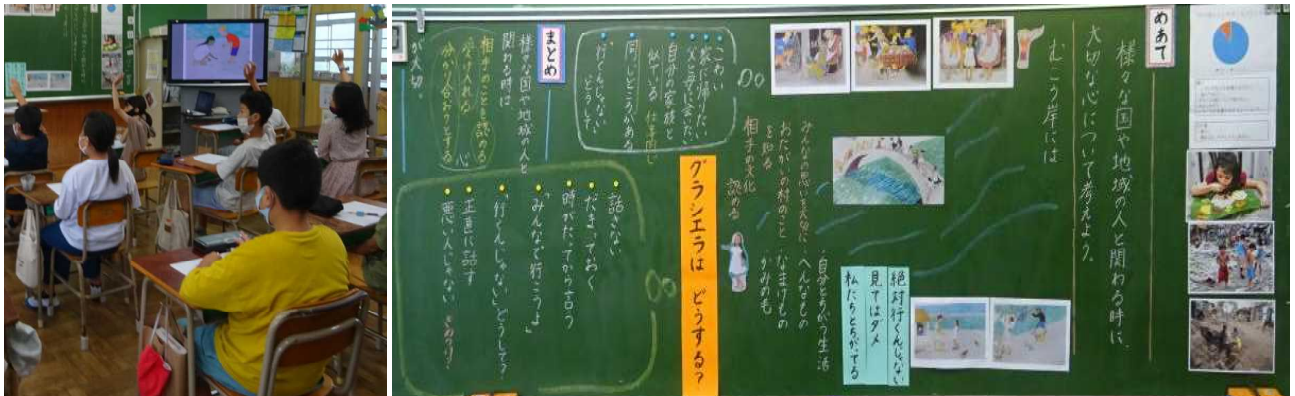 めあて
様々な国や地域の人と関わる時に、
大切な心について考えよう。
むこう岸には
絶対行くんじゃない
見てはダメ
私たちとちがってる
自分とちがう生活
へんなもの
なまけもの
かみのも
みんなの思いを大切に
おたがいの村のこと
を知る
相手の文化
認める
グラシエラは どうする?
こわい
家に帰りたい
父と母に会いたい
自分の家族と
似ている 仕事同じ
同じところがある
「行くんじゃない」
どうして
話さない
だまっておく
時がたってから言う
「みんなで行こうよ」
「行くんじゃない」どうして?
正直に話す
悪い人じゃない
まとめ
様々な国や地域の人と
関わる時は
相手のことを認める
受け入れる
分かり合おうとする
心
が大切。